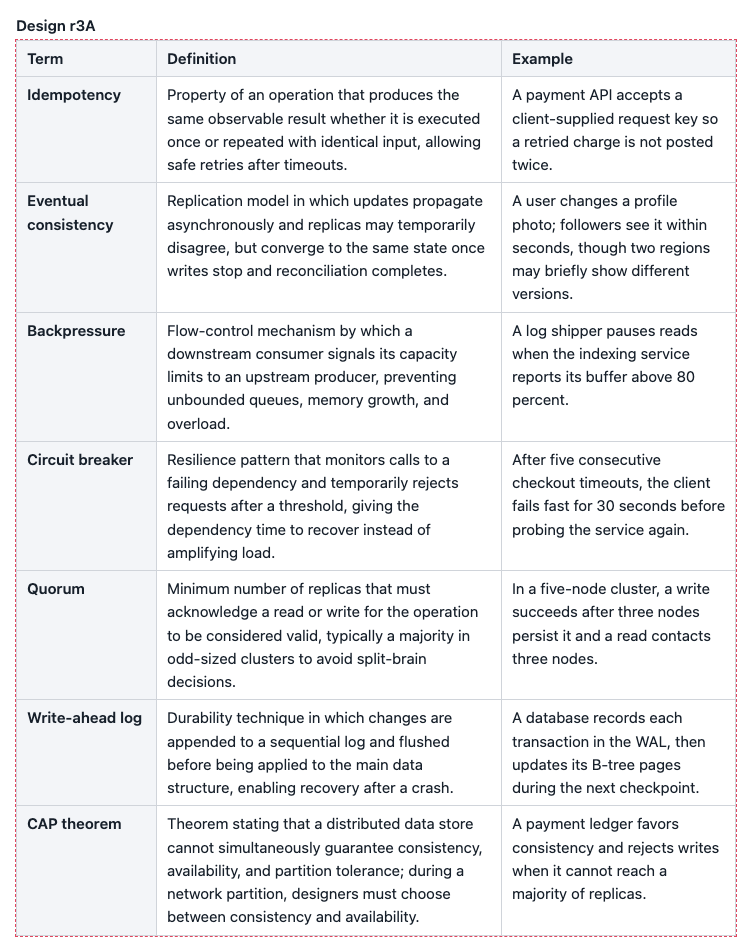 Design r3A
Term Definition Example
Idempotency
Property of an operation that produces the
same observable result whether it is executed
once or repeated with identical input, allowing
safe retries after timeouts.
A payment API accepts a
client-supplied request key so
a retried charge is not posted
twice.
Eventual
consistency
Replication model in which updates propagate
asynchronously and replicas may temporarily
disagree, but converge to the same state once
writes stop and reconciliation completes.
A user changes a profile
photo; followers see it within
seconds, though two regions
may briefly show different
versions.
Backpressure
Flow-control mechanism by which a
downstream consumer signals its capacity
limits to an upstream producer, preventing
unbounded queues, memory growth, and
overload.
A log shipper pauses reads
when the indexing service
reports its buffer above 80
percent.
Circuit breaker
Resilience pattern that monitors calls to a
failing dependency and temporarily rejects
requests after a threshold, giving the
dependency time to recover instead of
amplifying load.
After five consecutive
checkout timeouts, the client
fails fast for 30 seconds before
probing the service again.
Quorum
Minimum number of replicas that must
acknowledge a read or write for the operation
to be considered valid, typically a majority in
odd-sized clusters to avoid split-brain
decisions.
In a five-node cluster, a write
succeeds after three nodes
persist it and a read contacts
three nodes.
Write-ahead log
Durability technique in which changes are
appended to a sequential log and flushed
before being applied to the main data
structure, enabling recovery after a crash.
A database records each
transaction in the WAL, then
updates its B-tree pages
during the next checkpoint.
CAP theorem
Theorem stating that a distributed data store
cannot simultaneously guarantee consistency,
availability, and partition tolerance; during a
network partition, designers must choose
between consistency and availability.
A payment ledger favors
consistency and rejects writes
when it cannot reach a
majority of replicas.